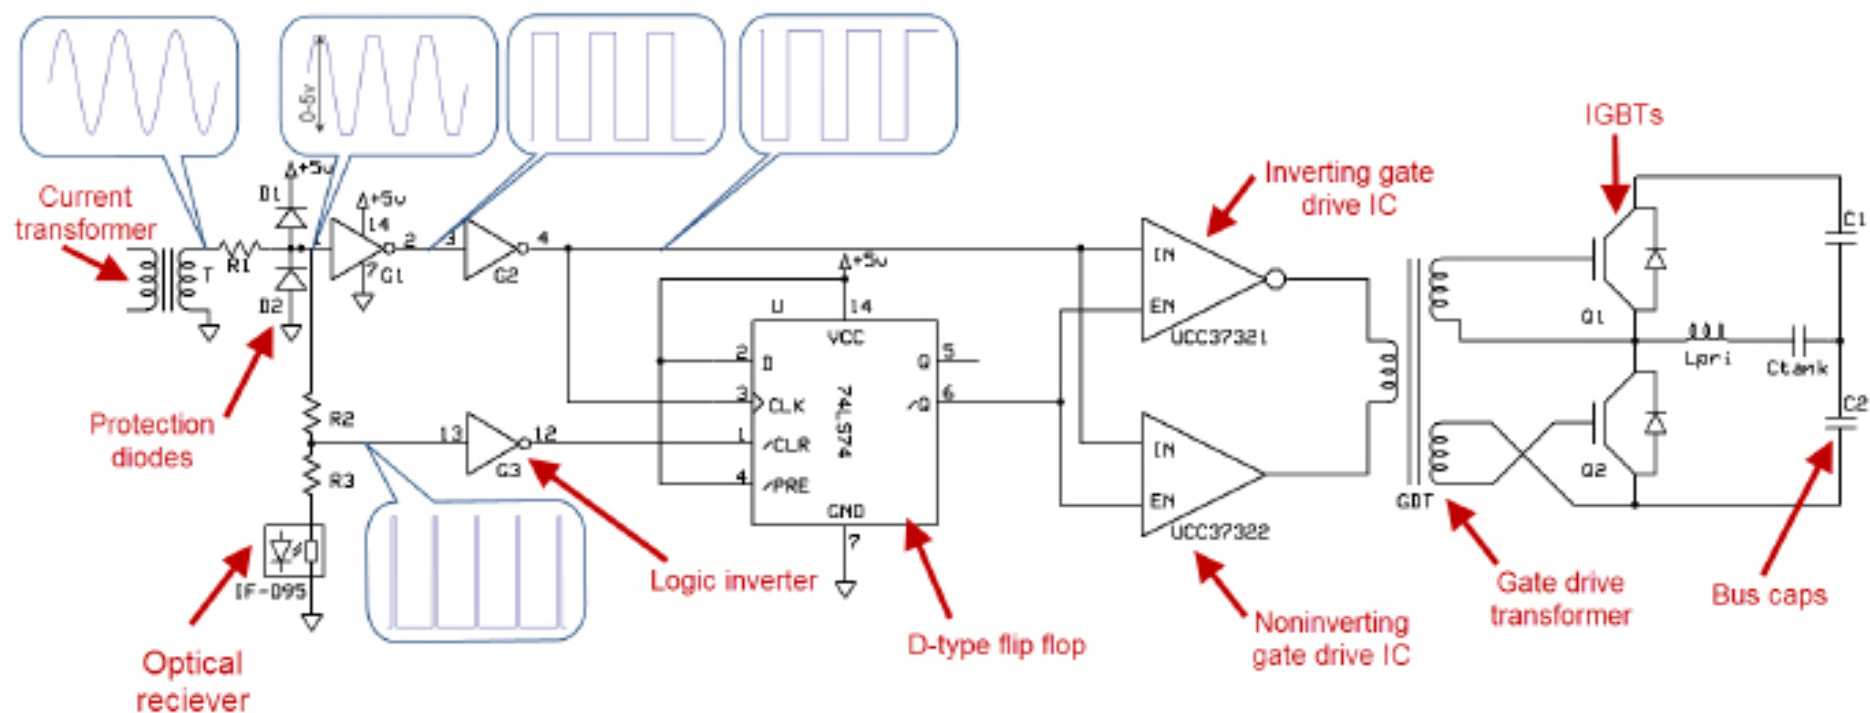 0-5v
Current
transformer
T
R1
D1
+5v
D2
Protection
diodes
1
+5v
14
7
G1
2
3
G2
4
R2
R3
13
G3
12
IF-D95
Optical
reciever
Logic inverter
U
+5v
14
VCC
2
D
3
CLK
1
/CLR
4
/PRE
74LS74
Q
5
/Q
6
GND
7
D-type flip flop
Inverting gate
drive IC
IN
EN
UCC37321
IN
EN
UCC37322
Noninverting
gate drive IC
GDT
Gate drive
transformer
IGBTs
Q1
Q2
Lpri
Ctank
C1
C2
Bus caps